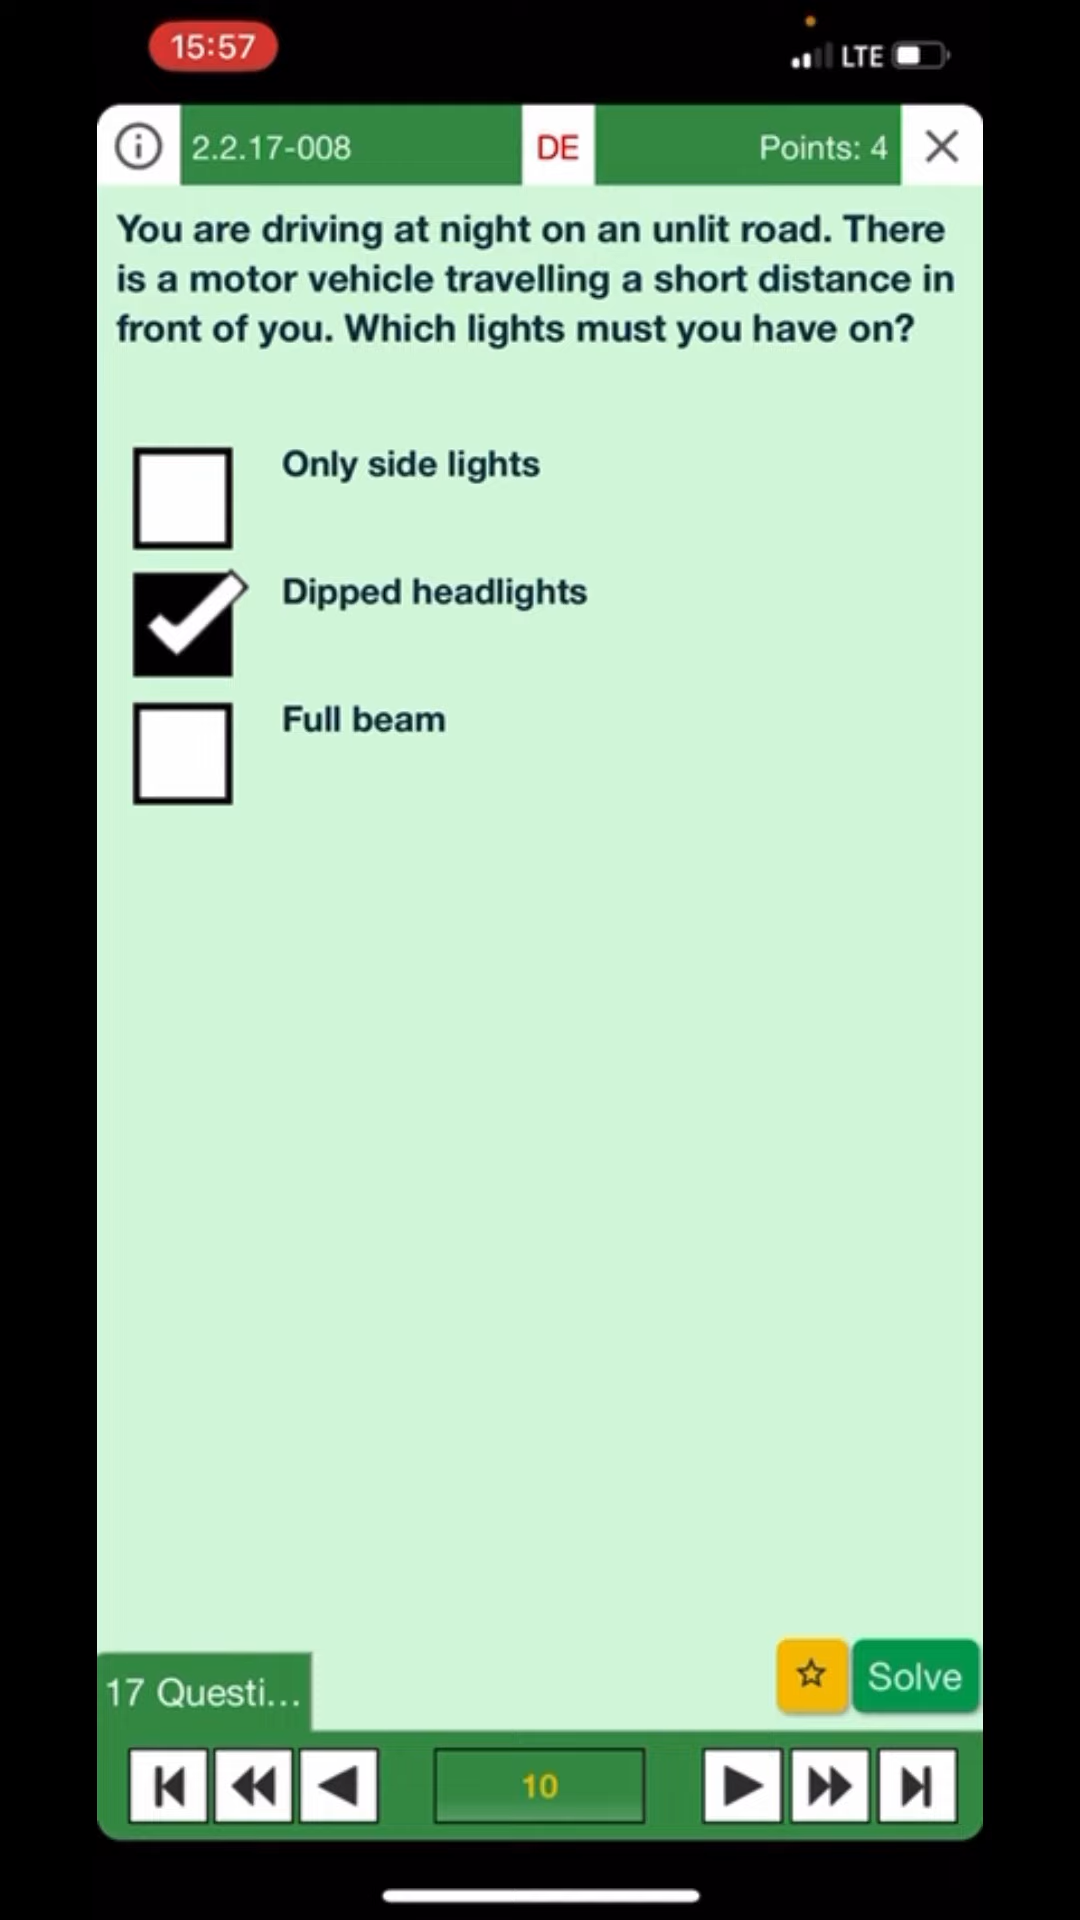 15:57
LTE
2.2.17-008
DE
Points: 4
You are driving at night on an unlit road. There
is a motor vehicle travelling a short distance in
front of you. Which lights must you have on?
Only side lights
Dipped headlights
Full beam
17 Questi...
Solve
10